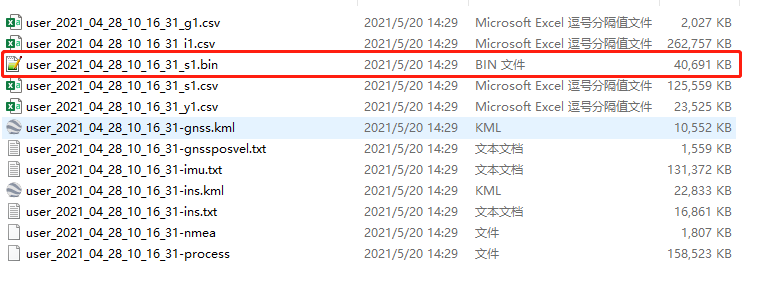 user_2021_04_28_10_16_31_g1.csv 2021/5/20 14:29 Microsoft Excel 逗号分隔值文件 2,027 KB
user_2021_04_28_10_16_31_i1.csv 2021/5/20 14:29 Microsoft Excel 逗号分隔值文件 262,757 KB
user_2021_04_28_10_16_31_s1.bin 2021/5/20 14:29 BIN 文件 40,691 KB
user_2021_04_28_10_16_31_s1.csv 2021/5/20 14:29 Microsoft Excel 逗号分隔值文件 125,559 KB
user_2021_04_28_10_16_31_y1.csv 2021/5/20 14:29 Microsoft Excel 逗号分隔值文件 23,525 KB
user_2021_04_28_10_16_31-gnss.kml 2021/5/20 14:29 KML 10,552 KB
user_2021_04_28_10_16_31-gnssposvel.txt 2021/5/20 14:29 文本文档 1,559 KB
user_2021_04_28_10_16_31-imu.txt 2021/5/20 14:29 文本文档 131,372 KB
user_2021_04_28_10_16_31-ins.kml 2021/5/20 14:29 KML 22,833 KB
user_2021_04_28_10_16_31-ins.txt 2021/5/20 14:29 文本文档 16,861 KB
user_2021_04_28_10_16_31-nmea 2021/5/20 14:29 文件 1,807 KB
user_2021_04_28_10_16_31-process 2021/5/20 14:29 文件 158,523 KB